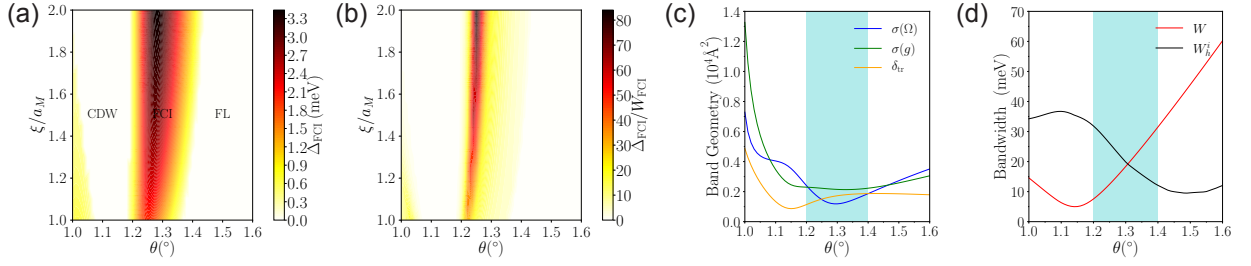 (a)
ξ/a_M
2.0
1.8
1.6
1.4
1.2
1.0
CDW
FCI
FL
1.0 1.1 1.2 1.3 1.4 1.5 1.6
θ(°)
3.3
3.0
2.7
2.4
2.1
1.8
1.5
1.2
0.9
0.6
0.3
0.0
Δ_FCI (meV)
(b)
ξ/a_M
2.0
1.8
1.6
1.4
1.2
1.0
1.0 1.1 1.2 1.3 1.4 1.5 1.6
θ(°)
80
70
60
50
40
30
20
10
0
Δ_FCI/W_FCI
(c)
Band Geometry (10⁴Å²)
1.4
1.2
1.0
0.8
0.6
0.4
0.2
0.0
σ(Ω)
σ(g)
δ_tr
1.0 1.1 1.2 1.3 1.4 1.5 1.6
θ(°)
(d)
Bandwidth (meV)
70
60
50
40
30
20
10
0
W
W_h^i
1.0 1.1 1.2 1.3 1.4 1.5 1.6
θ(°)